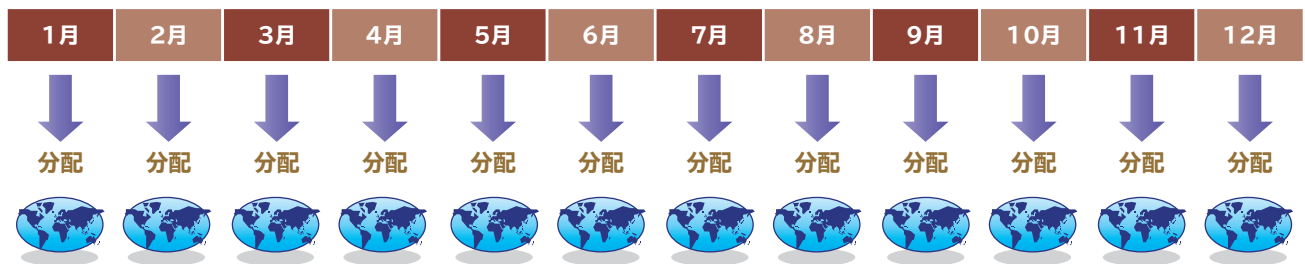 1月 2月 3月 4月 5月 6月 7月 8月 9月 10月 11月 12月
分配 分配 分配 分配 分配 分配 分配 分配 分配 分配 分配 分配